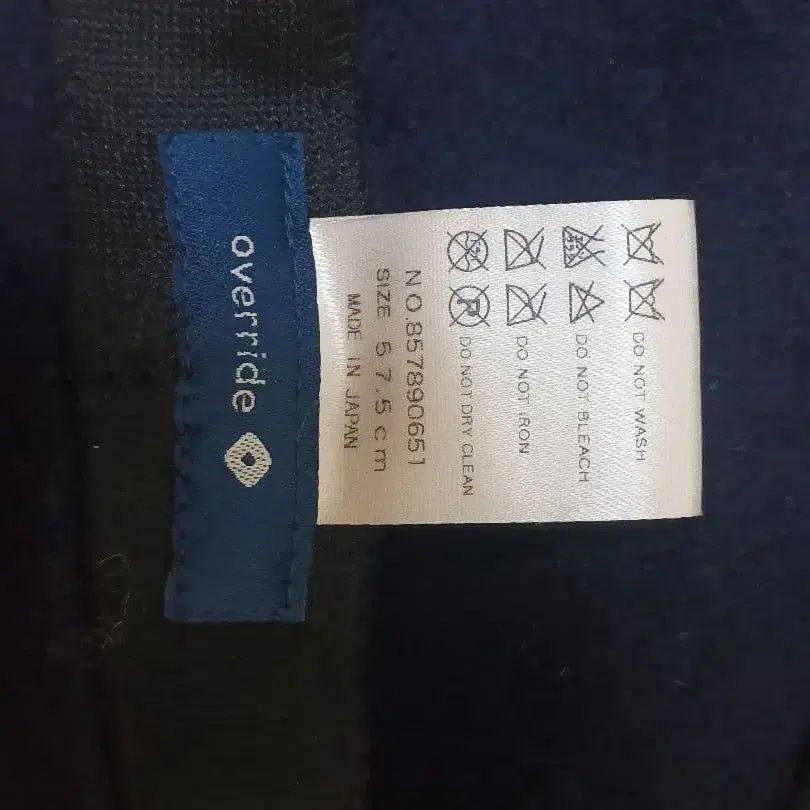 override
DO NOT WASH
DO NOT BLEACH
DO NOT IRON
DO NOT DRY CLEAN
NO.857890651
SIZE 57.5cm
MADE IN JAPAN